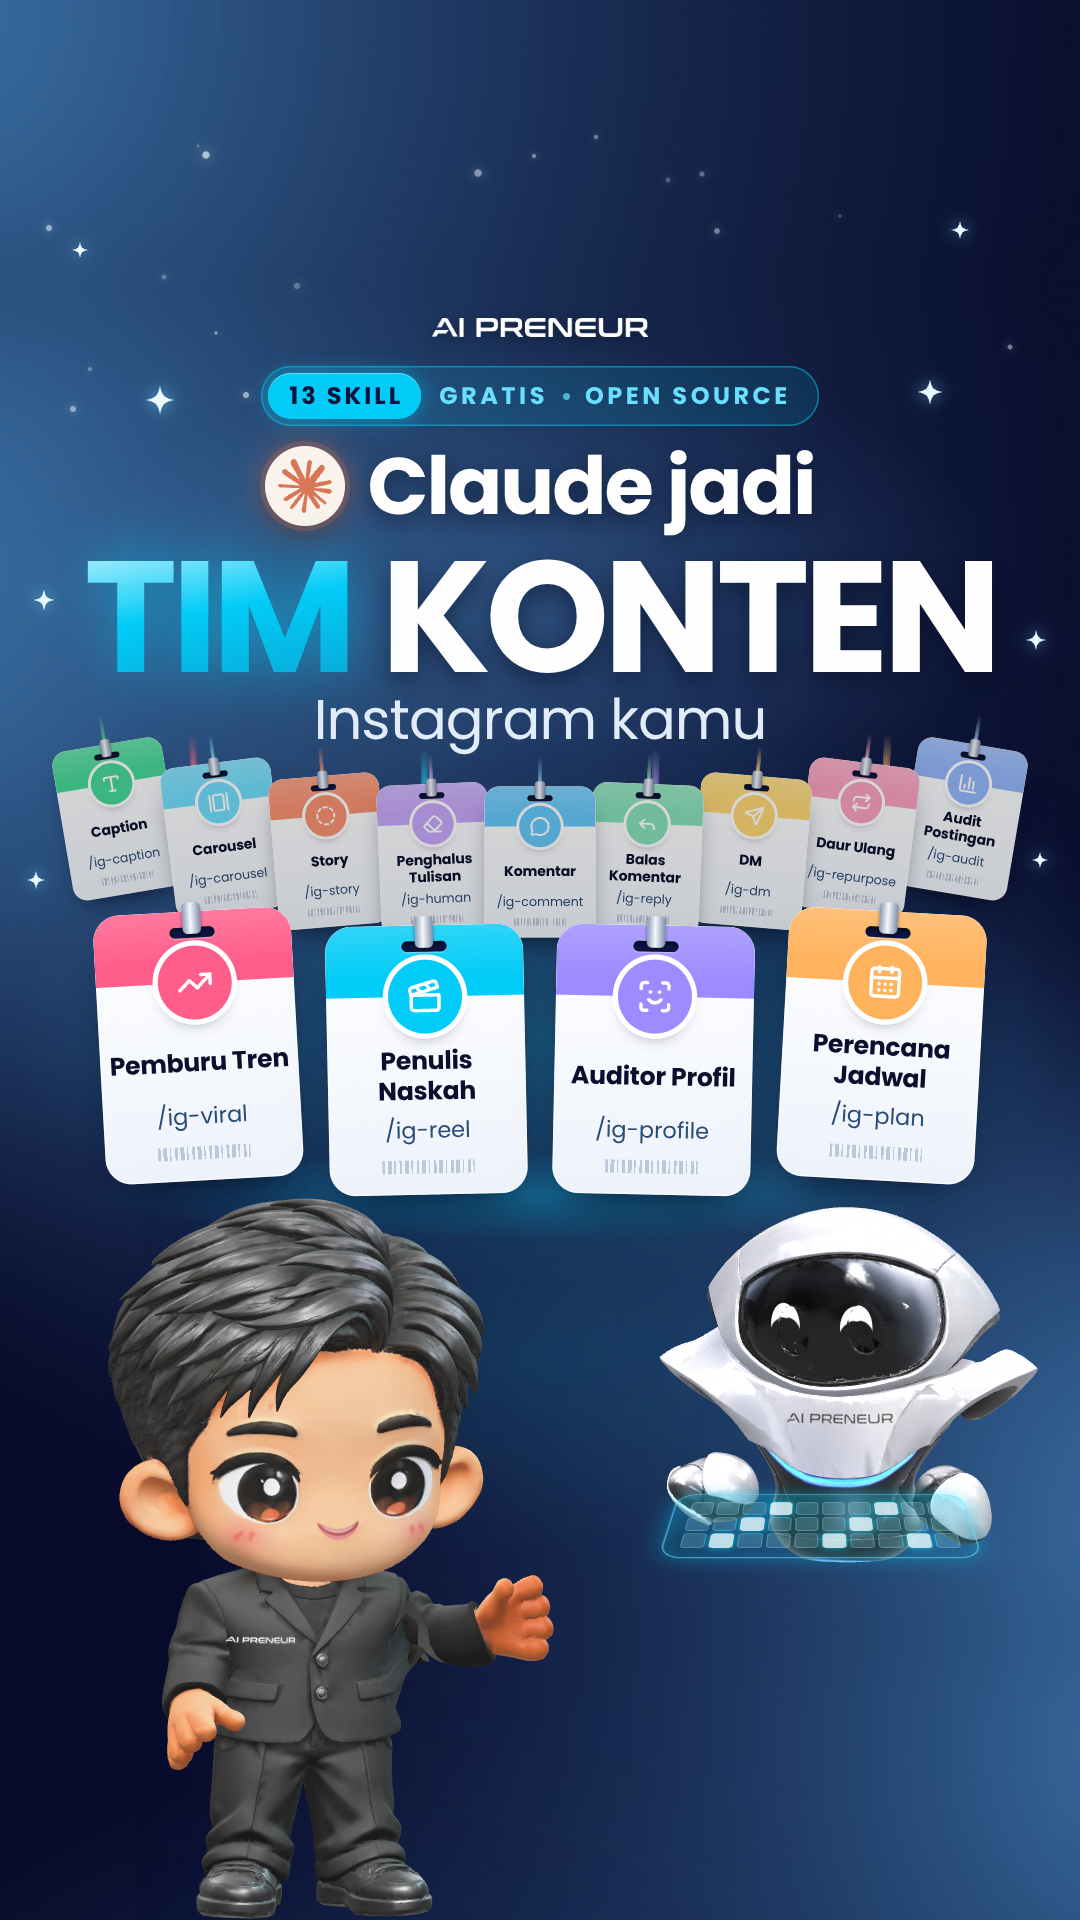 AI PRENEUR
13 SKILL GRATIS • OPEN SOURCE
Claude jadi
TIM KONTEN
Instagram kamu
Caption
/ig-caption
Carousel
/ig-carousel
Story
/ig-story
Penghalus
Tulisan
/ig-human
Komentar
/ig-comment
Balas
Komentar
/ig-reply
DM
/ig-dm
Daur Ulang
/ig-repurpose
Audit
Postingan
/ig-audit
Pemburu Tren
/ig-viral
Penulis
Naskah
/ig-reel
Auditor Profil
/ig-profile
Perencana
Jadwal
/ig-plan
AI PRENEUR
AI PRENEUR